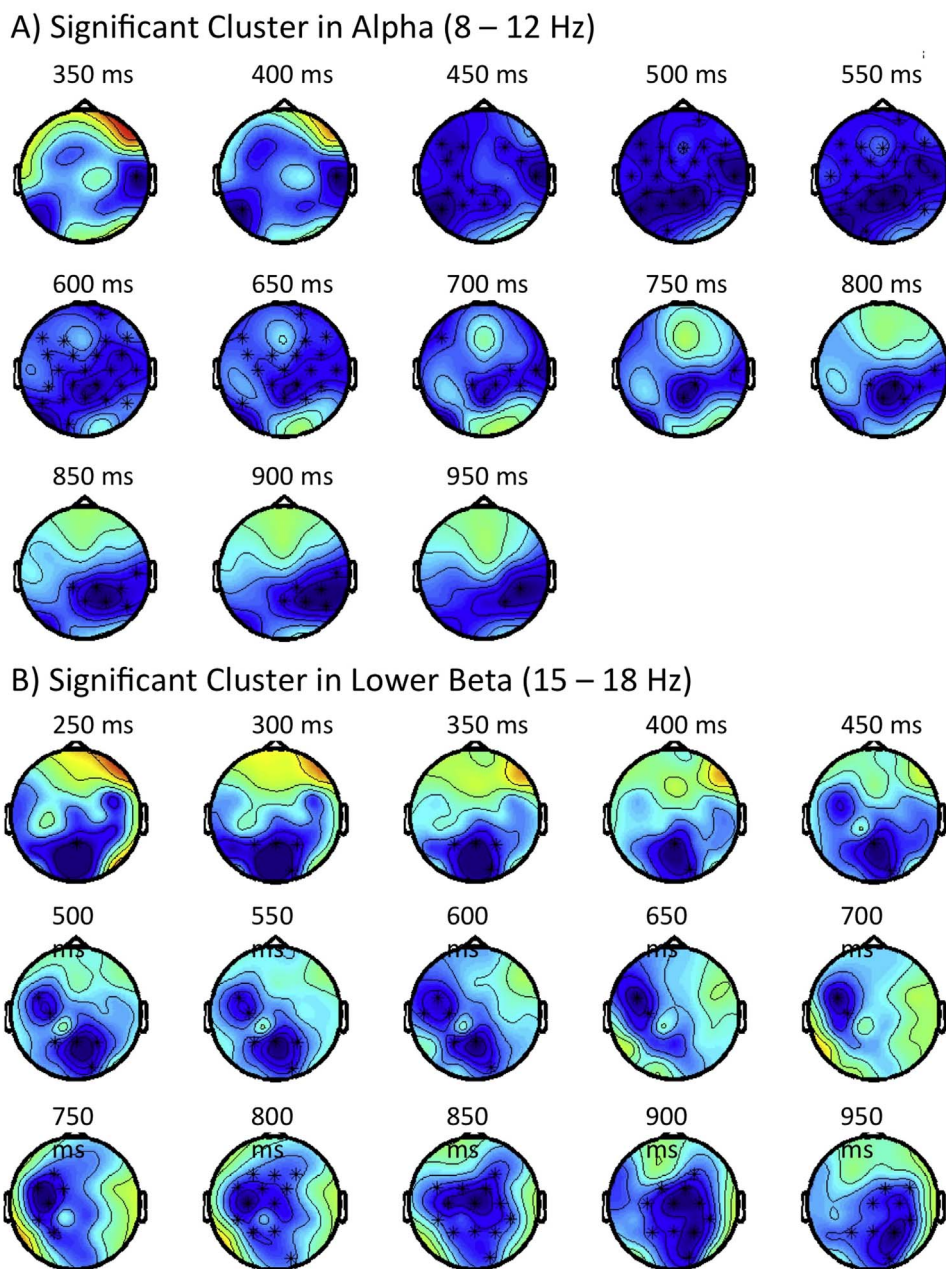 A) Significant Cluster in Alpha (8 – 12 Hz)
350 ms 400 ms 450 ms 500 ms 550 ms
600 ms 650 ms 700 ms 750 ms 800 ms
850 ms 900 ms 950 ms
B) Significant Cluster in Lower Beta (15 – 18 Hz)
250 ms 300 ms 350 ms 400 ms 450 ms
500 550 600 650 700
ms ms ms ms ms
750 800 850 900 950
ms ms ms ms ms